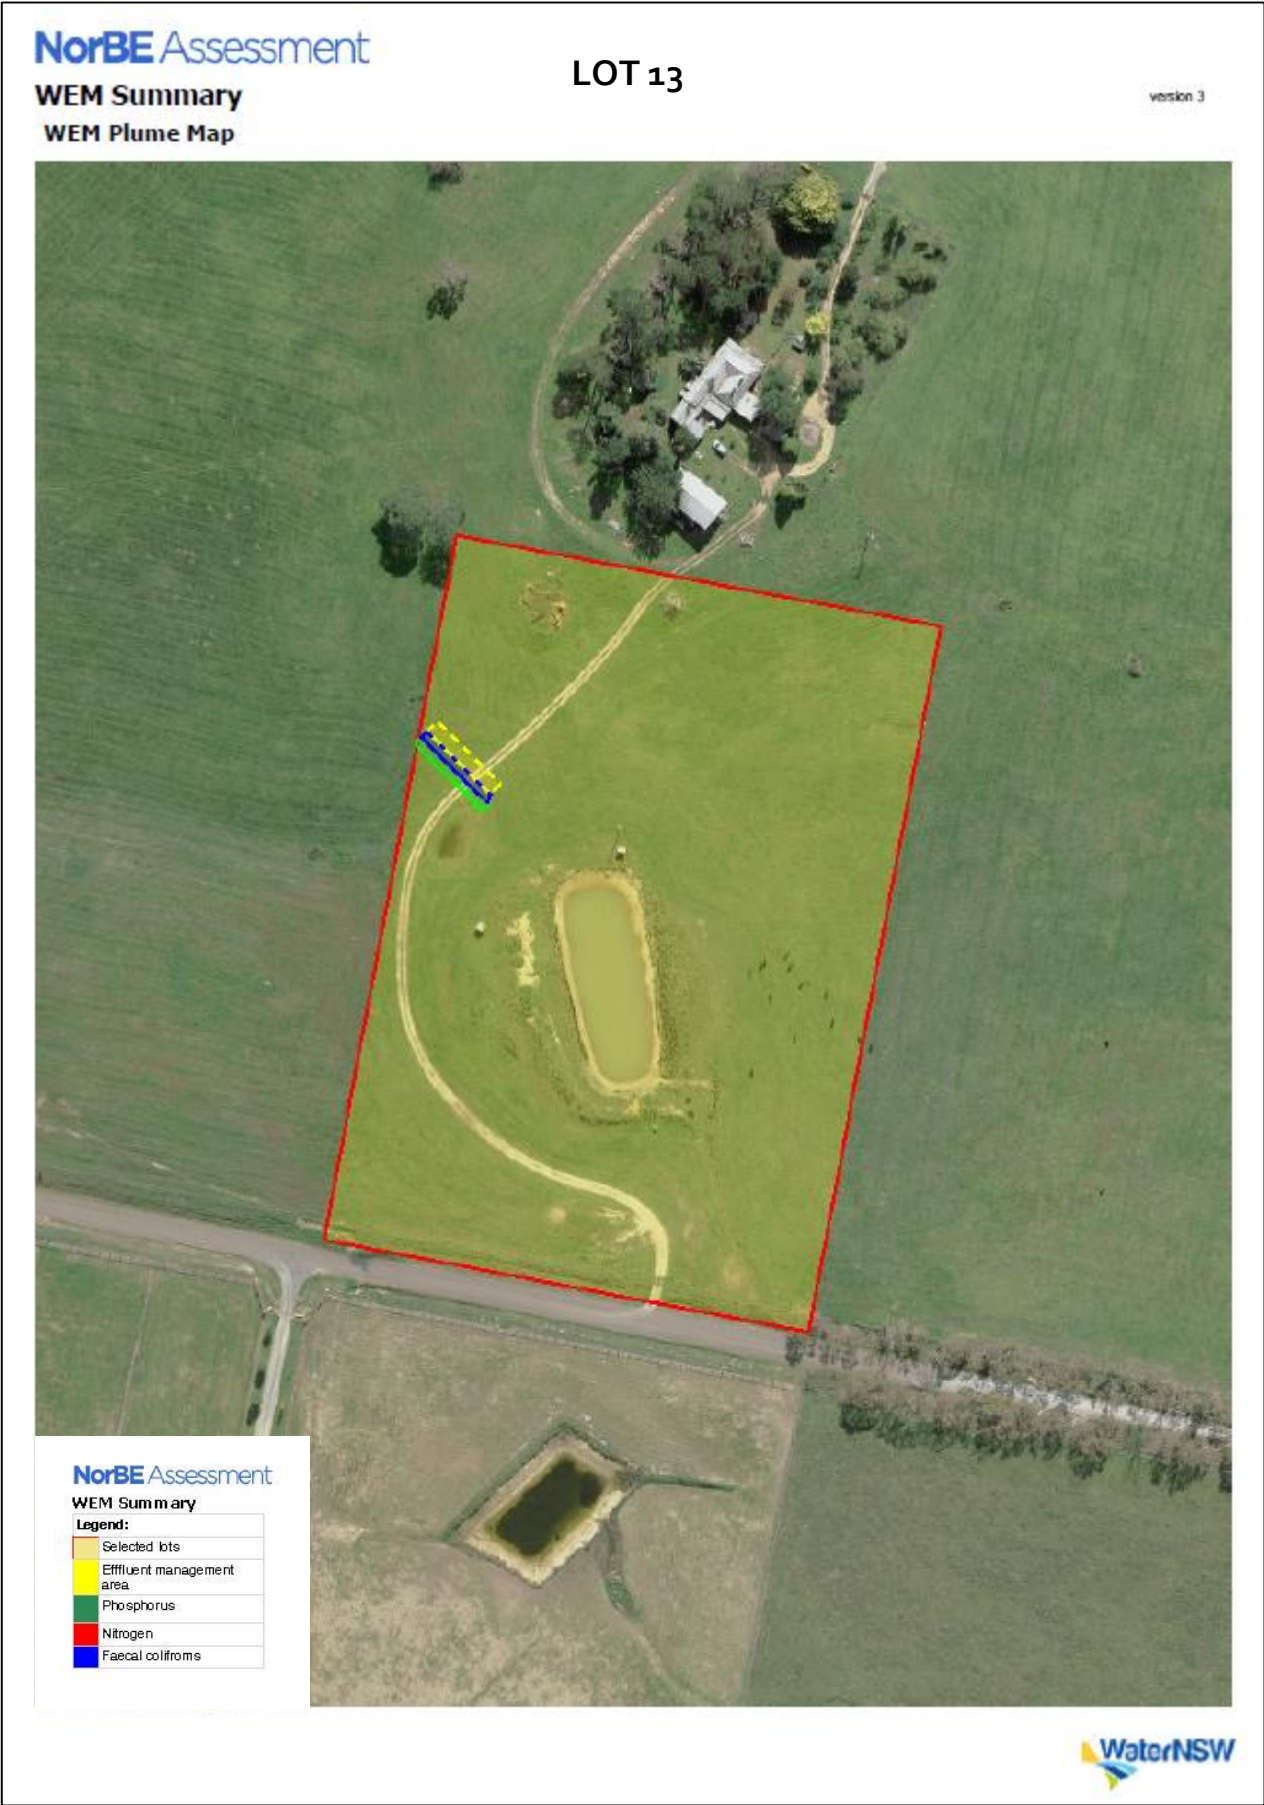 NorBE Assessment
LOT 13
WEM Summary
version 3
WEM Plume Map
NorBE Assessment
WEM Summary
Legend:
Selected lots
Efffluent management
area
Phosphorus
Nitrogen
Faecal colifroms
WaterNSW